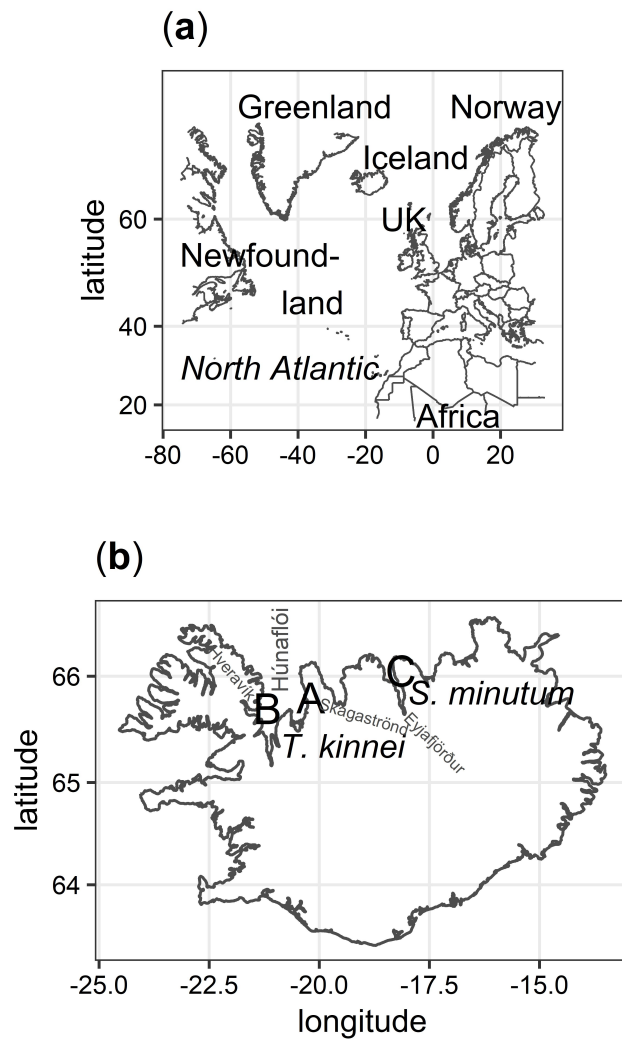 (a)
Greenland
Norway
Iceland
UK
Newfound-
land
North Atlantic
Africa
latitude
60
40
30
20
-80 -60 -40 -20 0 20
(b)
Hveravík
Húnaflói
B
A
C
S. minutum
Skagaströnd
Eyjafjörður
T. kinnei
latitude
66
65
64
-25.0 -22.5 -20.0 -17.5 -15.0
longitude